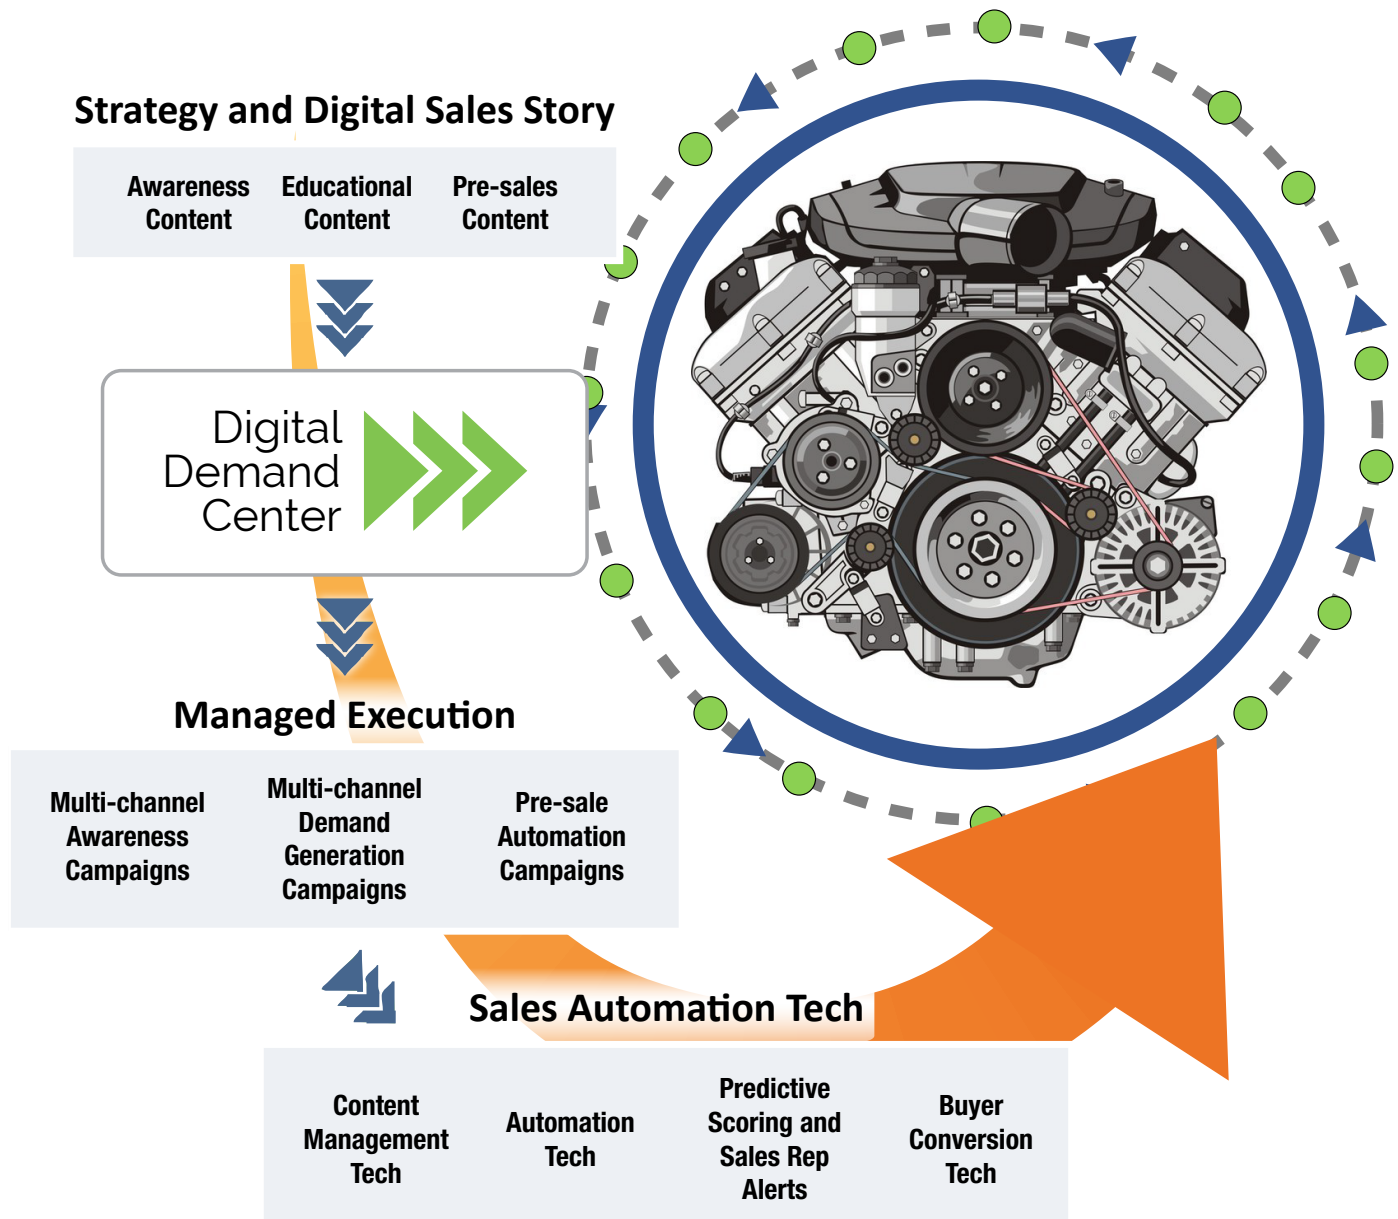 Strategy and Digital Sales Story
Awareness
Content
Educational
Content
Pre-sales
Content
Digital
Demand
Center
Managed Execution
Multi-channel
Awareness
Campaigns
Multi-channel
Demand
Generation
Campaigns
Pre-sale
Automation
Campaigns
Sales Automation Tech
Content
Management
Tech
Automation
Tech
Predictive
Scoring and
Sales Rep
Alerts
Buyer
Conversion
Tech